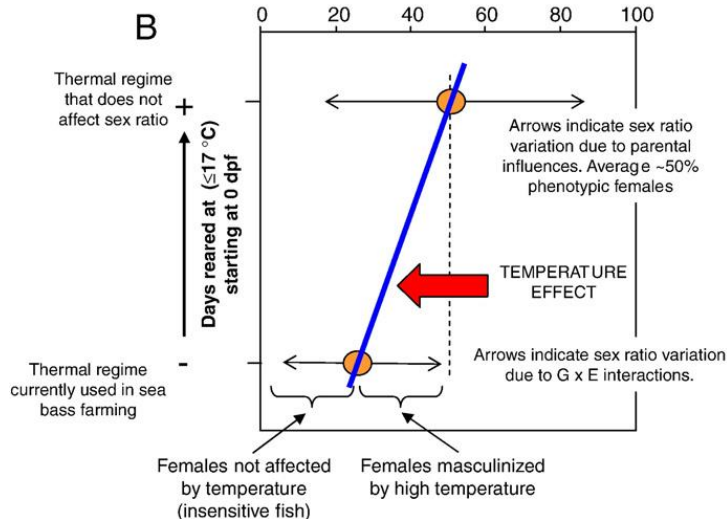 B
0 20 40 60 80 100
Thermal regime
that does not
affect sex ratio
+
Days reared at (≤17 °C)
starting at 0 dpf
Arrows indicate sex ratio
variation due to parental
influences. Average ~50%
phenotypic females
TEMPERATURE
EFFECT
-
Thermal regime
currently used in sea
bass farming
Arrows indicate sex ratio variation
due to G x E interactions.
Females not affected
by temperature
(insensitive fish)
Females masculinized
by high temperature